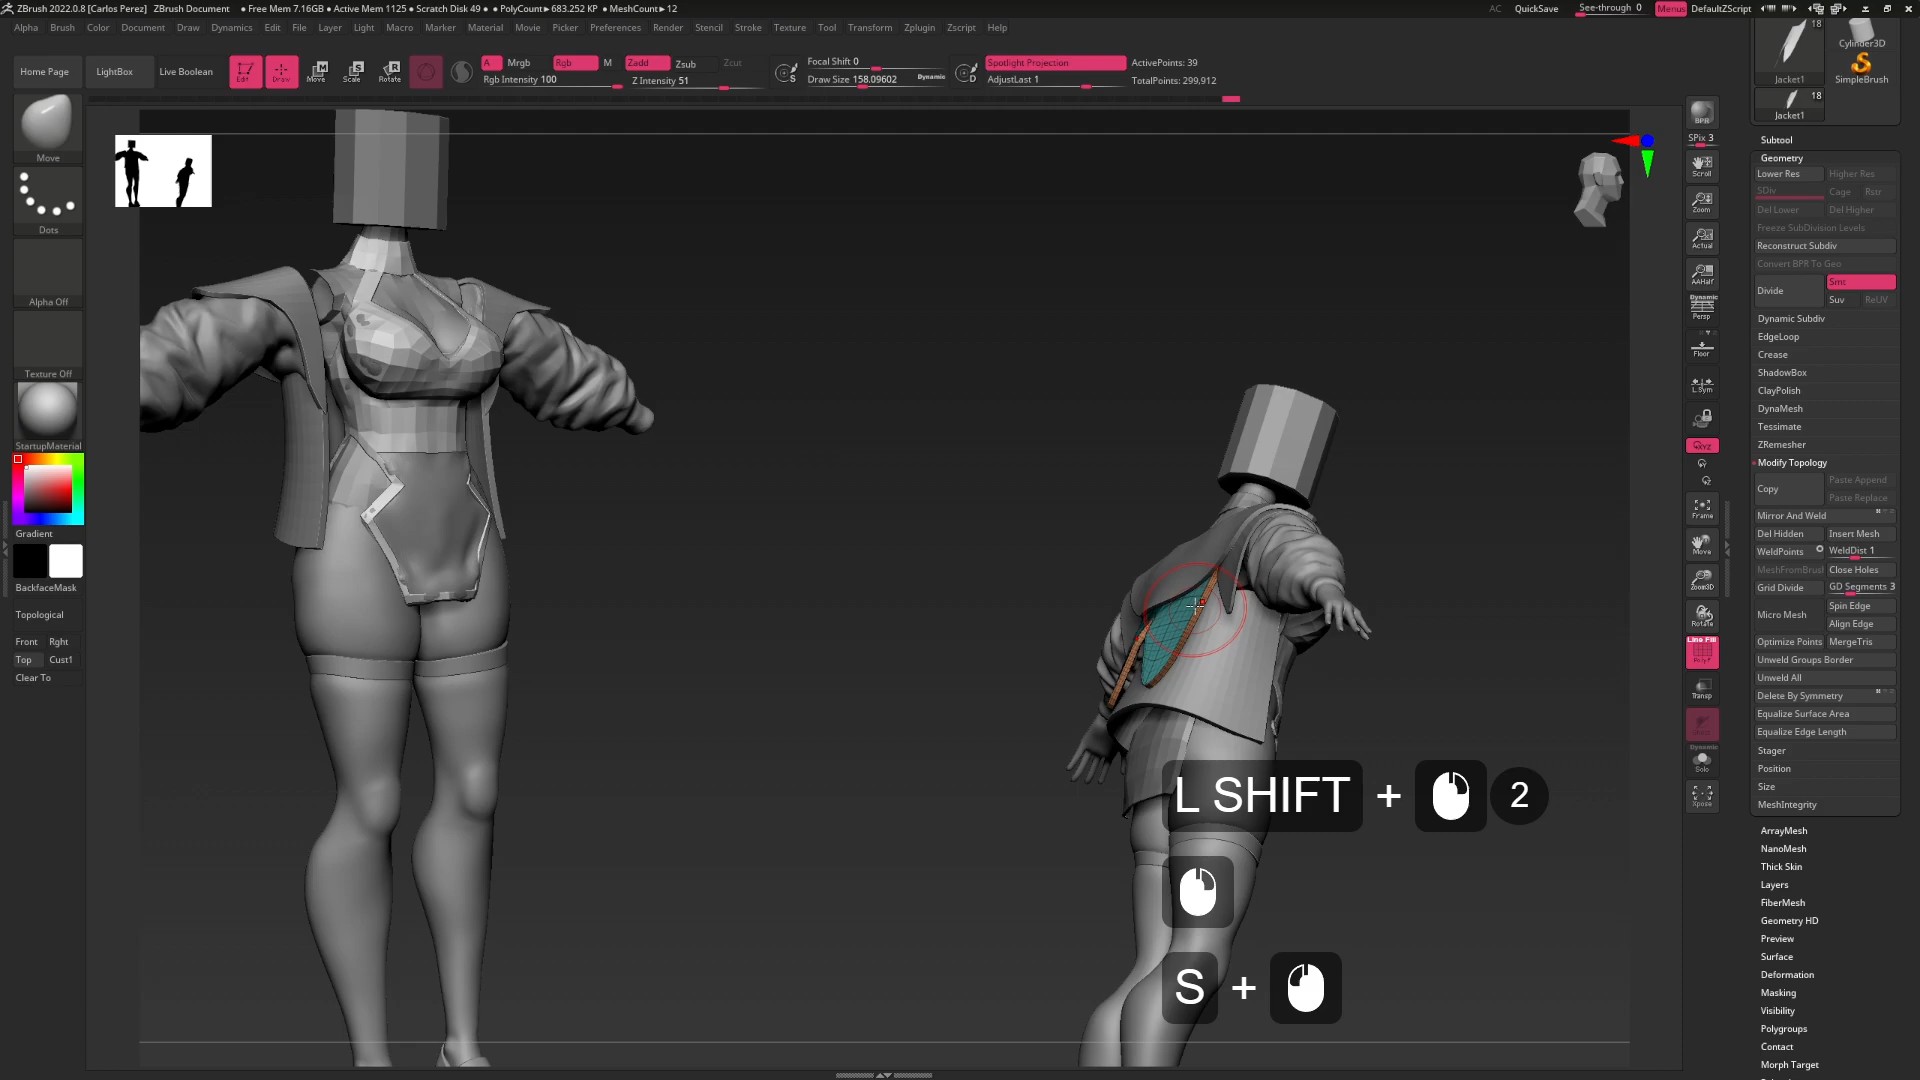 ZBrush 2022.0.8 [Carlos Perez] ZBrush Document ● Free Mem 7.16GB ● Active Mem 1125 ● Scratch Disk 49 ● PolyCount► 683.252 KP ● MeshCount► 12 AC QuickSave See-through 0 Menus DefaultZScript
Alpha Brush Color Document Draw Dynamics Edit File Layer Light Macro Marker Material Movie Picker Preferences Render Stencil Stroke Texture Tool Transform Zplugin Zscript Help
Home Page LightBox Live Boolean Edit Draw Move Scale Rotate
A Mrgb Rgb M Zadd Zsub Zcut
Rgb Intensity 100 Z Intensity 51
Focal Shift 0
Draw Size 158.09602 Dynamic
Spotlight Projection
AdjustLast 1
ActivePoints: 39
TotalPoints: 299,912
Move
Dots
Alpha Off
Texture Off
StartupMaterial
Gradient
BackfaceMask
Topological
Front Rght
Top Cust1
Clear To
L SHIFT + 2
S +
BPR
SPix 3
Scroll
Zoom
Actual
AAHalf
Dynamic
Persp
Floor
L.Sym
XYZ
Frame
Move
Zoom3D
Rotate
Line Fill
PolyF
Transp
Dynamic
Solo
Xpose
18
Jacket1
Cylinder3D
SimpleBrush
18
Jacket1
Subtool
Geometry
Lower Res Higher Res
SDiv Cage Rstr
Del Lower Del Higher
Freeze SubDivision Levels
Reconstruct Subdiv
Convert BPR To Geo
Divide Smt
Suv ReUV
Dynamic Subdiv
EdgeLoop
Crease
ShadowBox
ClayPolish
DynaMesh
Tessimate
ZRemesher
Modify Topology
Copy Paste Append
Paste Replace
Mirror And Weld
Del Hidden Insert Mesh
WeldPoints WeldDist 1
MeshFromBrus Close Holes
Grid Divide GD Segments 3
Micro Mesh Spin Edge
Align Edge
Optimize Points MergeTris
Unweld Groups Border
Unweld All
Delete By Symmetry
Equalize Surface Area
Equalize Edge Length
Stager
Position
Size
MeshIntegrity
ArrayMesh
NanoMesh
Thick Skin
Layers
FiberMesh
Geometry HD
Preview
Surface
Deformation
Masking
Visibility
Polygroups
Contact
Morph Target